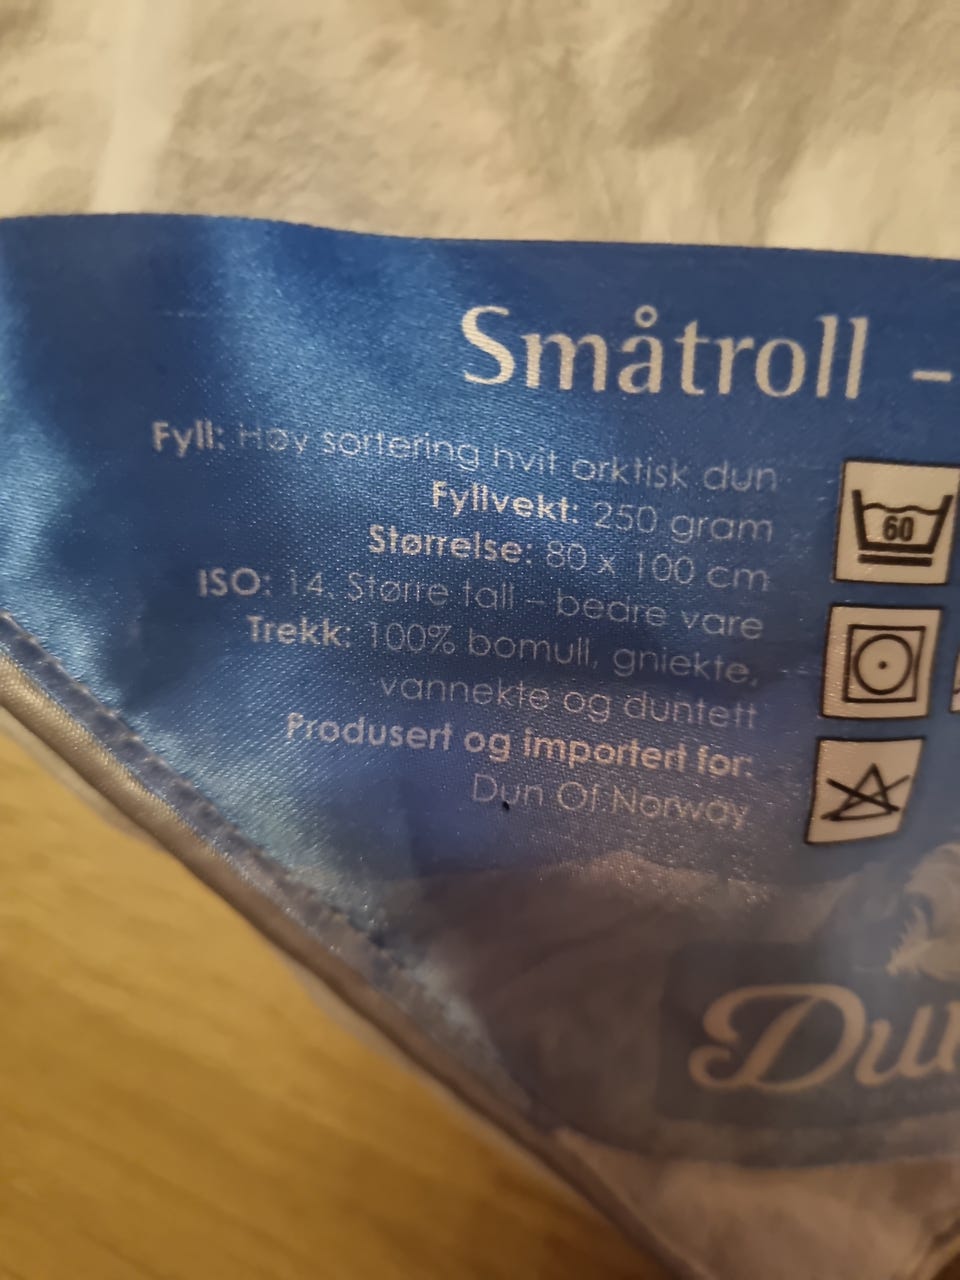 Småtroll -
Fyll: Høy sortering hvit arktisk dun
Fyllvekt: 250 gram
Størrelse: 80 x 100 cm
ISO: 14. Større tall – bedre vare
Trekk: 100% bomull, gniekte,
vannekte og duntett
Produsert og importert for:
Dun Of Norway
60
Dun